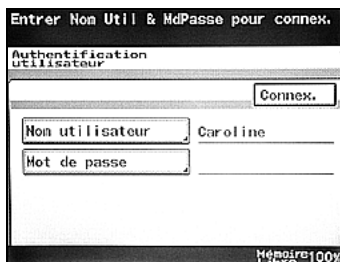 Entrer Nom Util & MdPasse pour connex.
Authentification
utilisateur
Connex.
Nom utilisateur Caroline
Mot de passe
Mémoire
Libre 100%